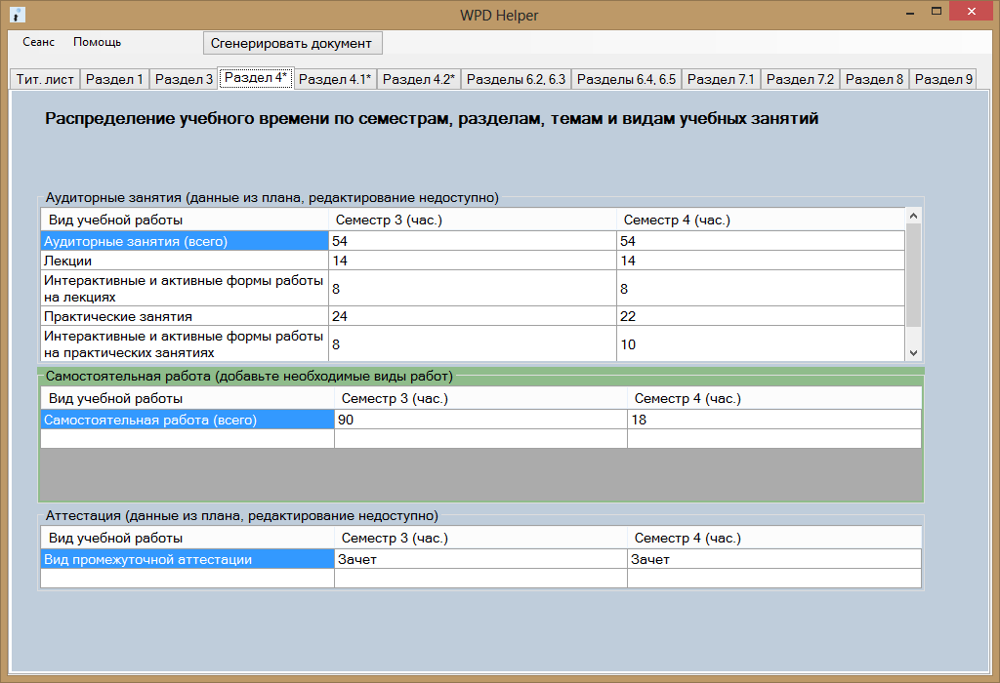 WPD Helper
Сеанс Помощь Сгенерировать документ
Тит. лист Раздел 1 Раздел 3 Раздел 4* Раздел 4.1* Раздел 4.2* Разделы 6.2, 6.3 Разделы 6.4, 6.5 Раздел 7.1 Раздел 7.2 Раздел 8 Раздел 9
Распределение учебного времени по семестрам, разделам, темам и видам учебных занятий
Аудиторные занятия (данные из плана, редактирование недоступно)
Вид учебной работы Семестр 3 (час.) Семестр 4 (час.)
Аудиторные занятия (всего) 54 54
Лекции 14 14
Интерактивные и активные формы работы
на лекциях 8 8
Практические занятия 24 22
Интерактивные и активные формы работы
на практических занятиях 8 10
Самостоятельная работа (добавьте необходимые виды работ)
Вид учебной работы Семестр 3 (час.) Семестр 4 (час.)
Самостоятельная работа (всего) 90 18
Аттестация (данные из плана, редактирование недоступно)
Вид учебной работы Семестр 3 (час.) Семестр 4 (час.)
Вид промежуточной аттестации Зачет Зачет